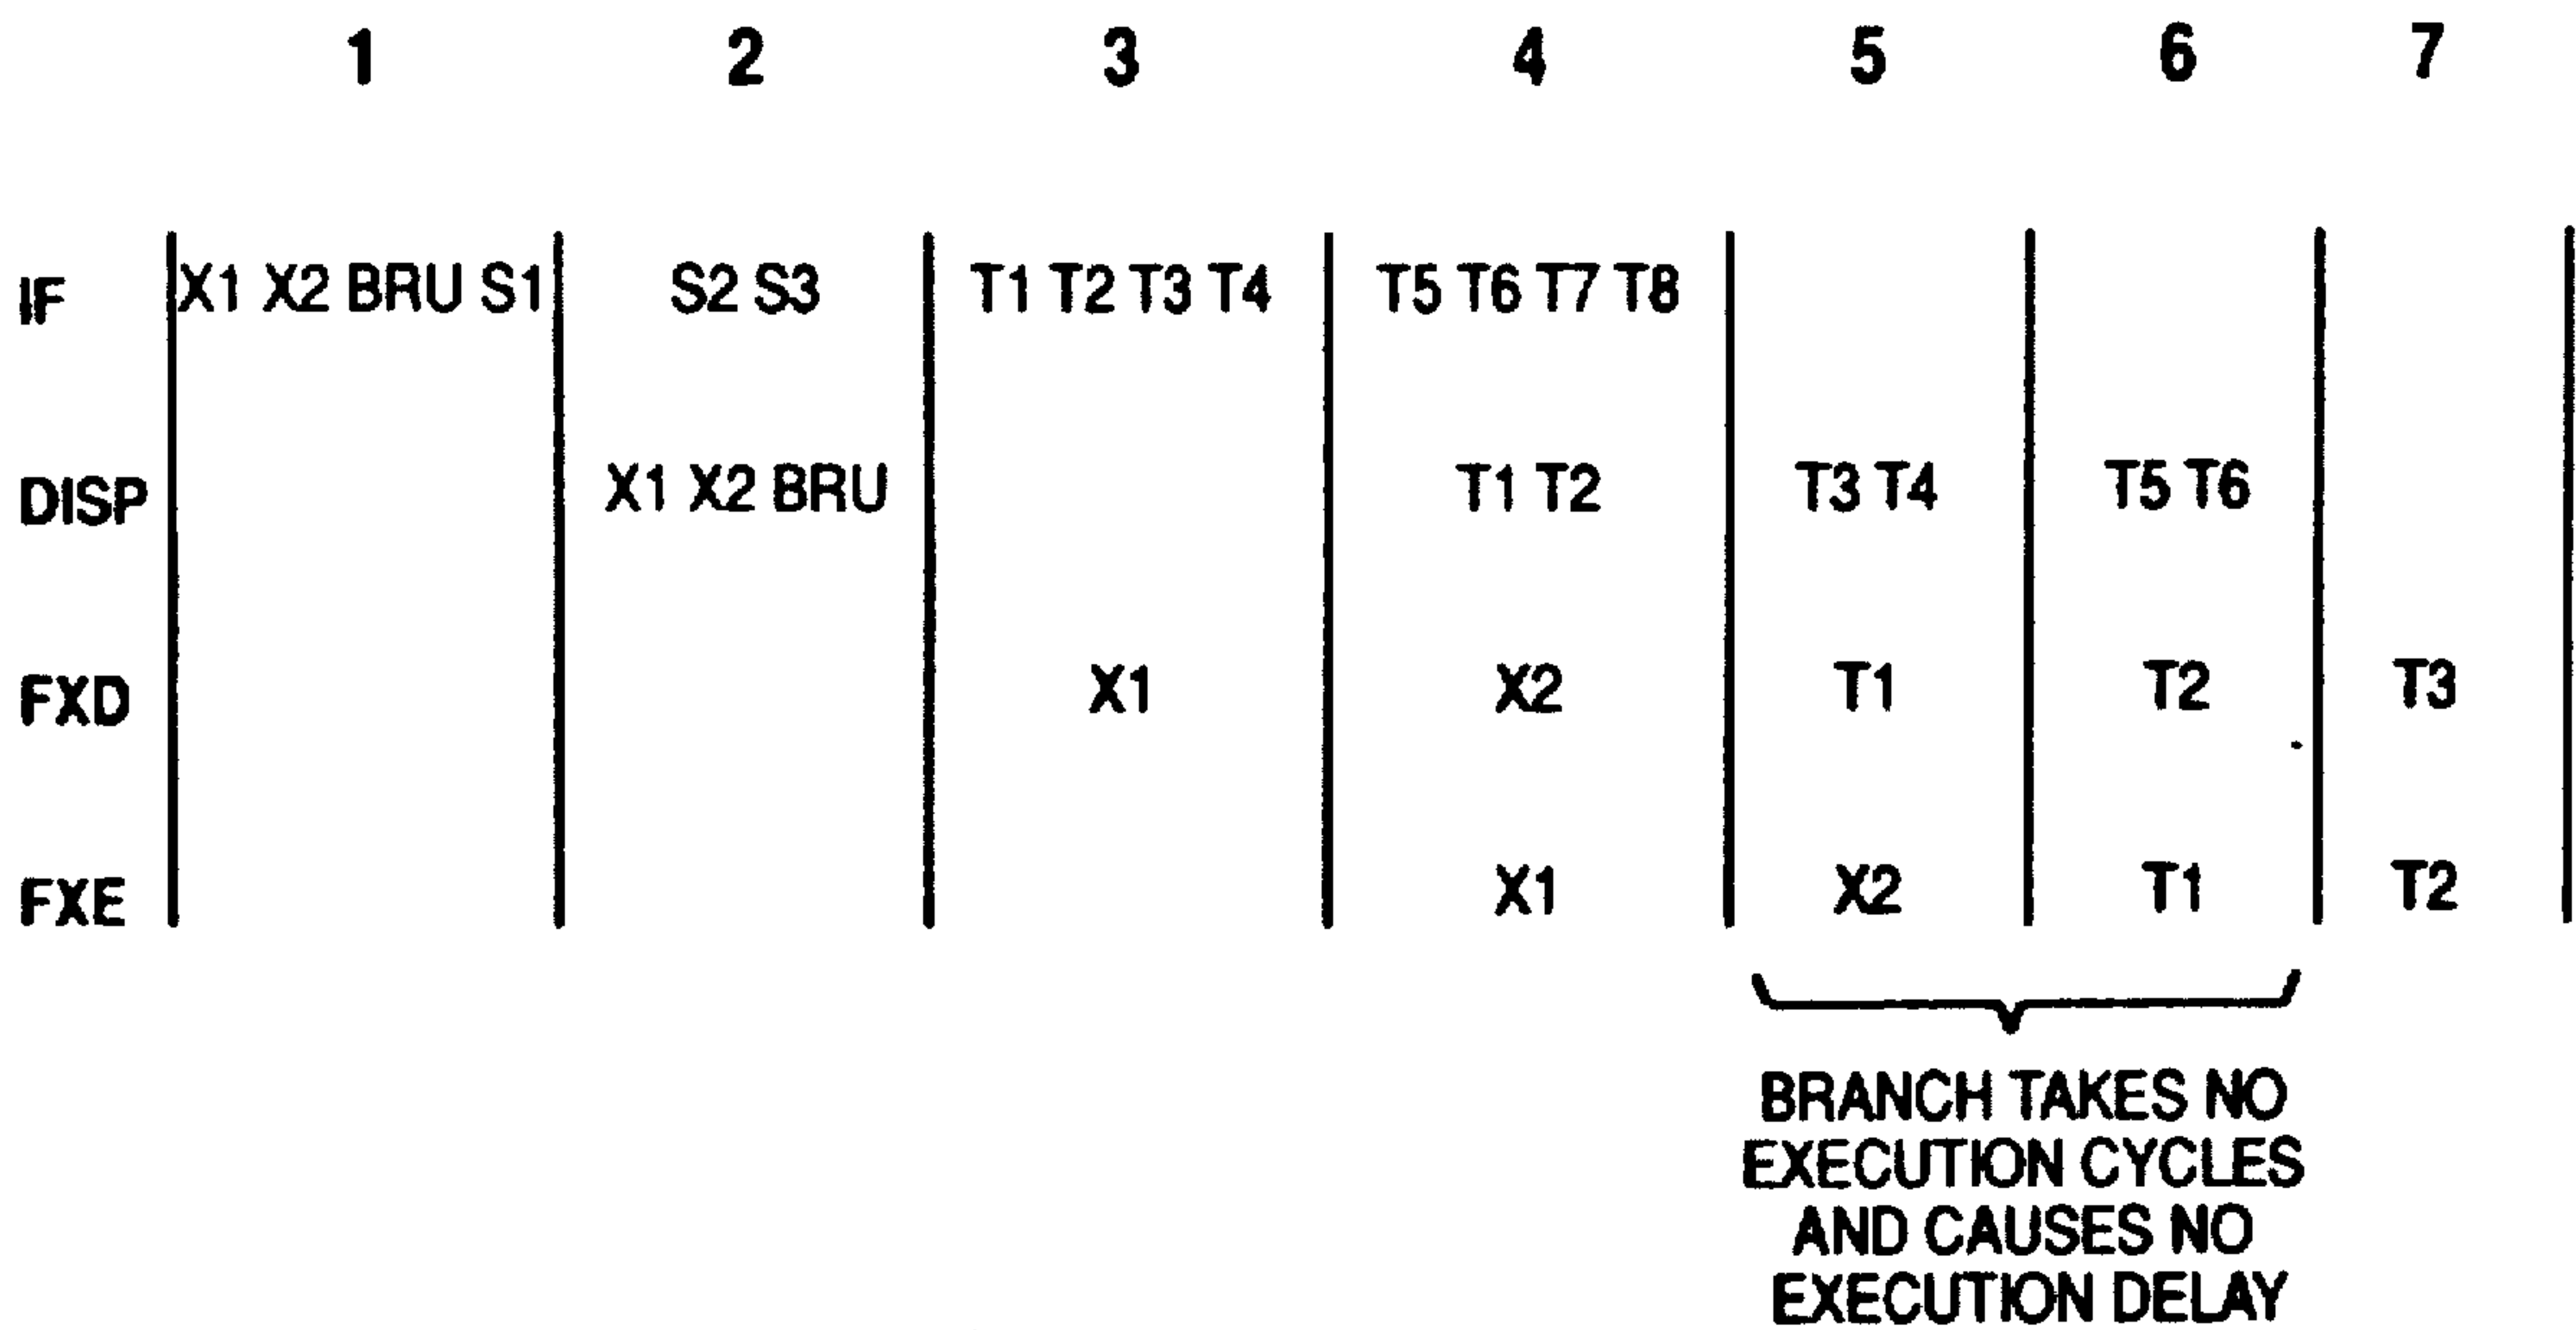 1 2 3 4 5 6 7
IF X1 X2 BRU S1 S2 S3 T1 T2 T3 T4 T5 T6 T7 T8
DISP X1 X2 BRU T1 T2 T3 T4 T5 T6
FXD X1 X2 T1 T2 T3
FXE X1 X2 T1 T2
BRANCH TAKES NO
EXECUTION CYCLES
AND CAUSES NO
EXECUTION DELAY